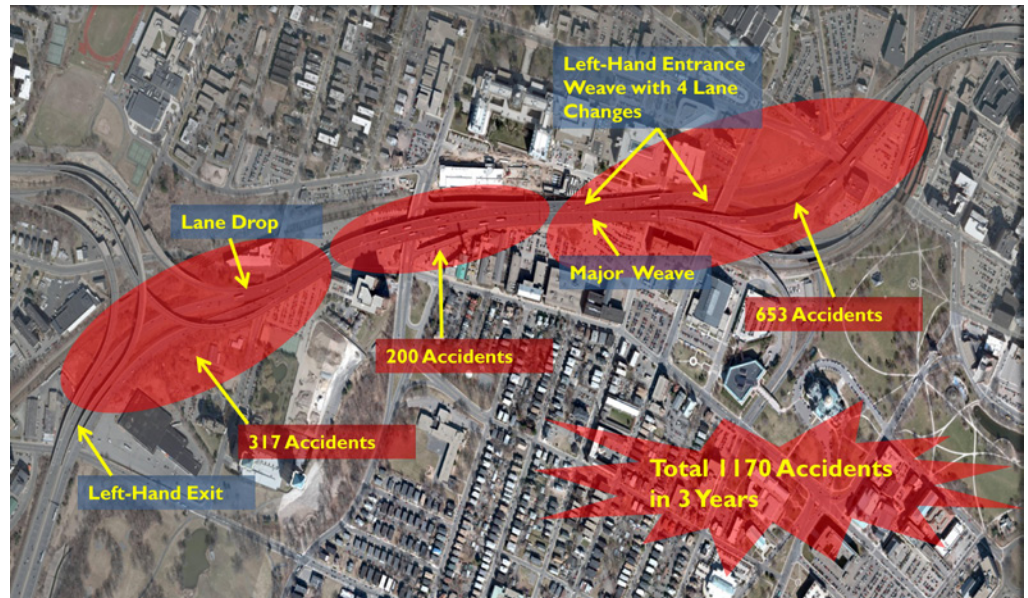 Left-Hand Entrance
Weave with 4 Lane
Changes
Lane Drop
Major Weave
653 Accidents
200 Accidents
317 Accidents
Left-Hand Exit
Total 1170 Accidents
in 3 Years